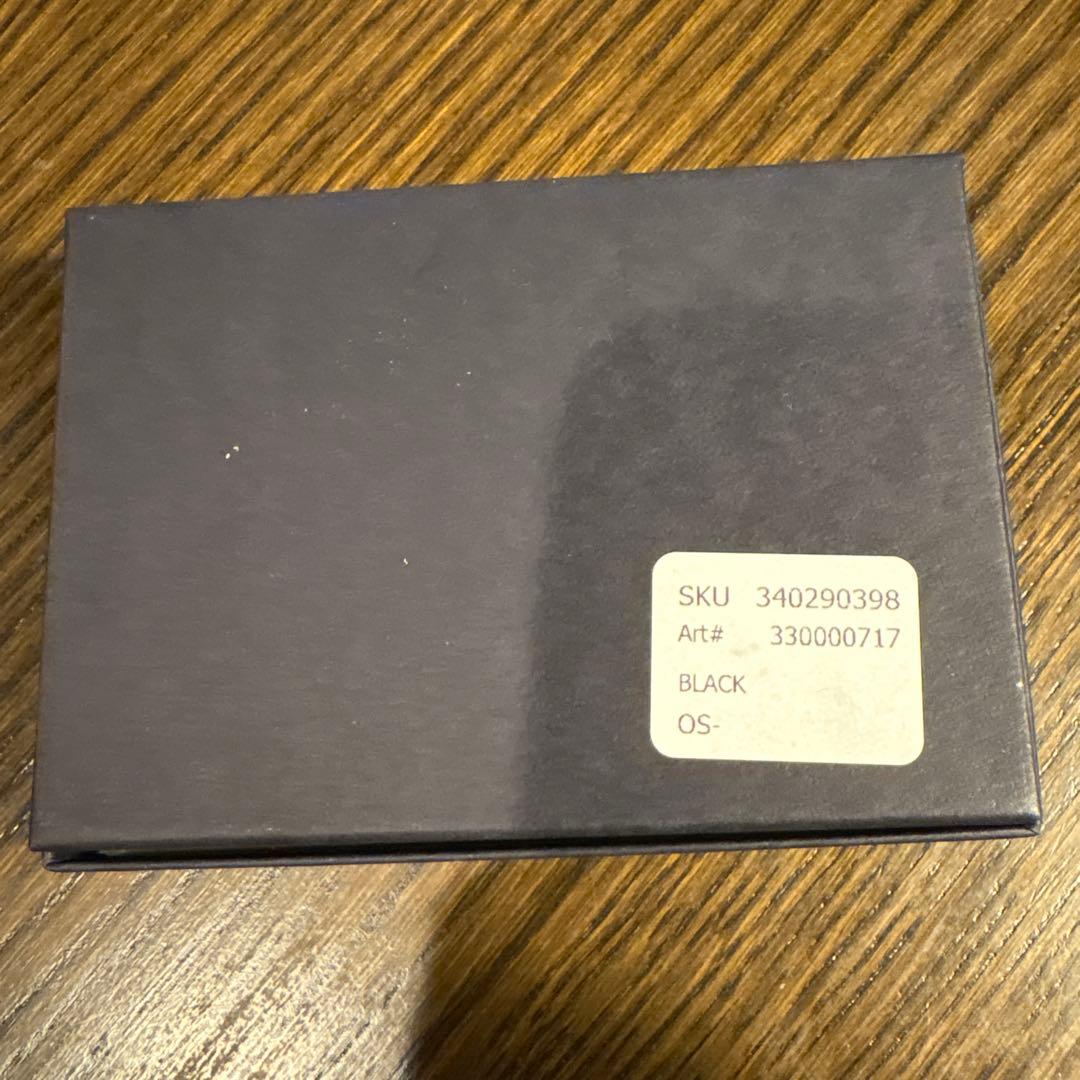 SKU 340290398
Art# 330000717
BLACK
OS-